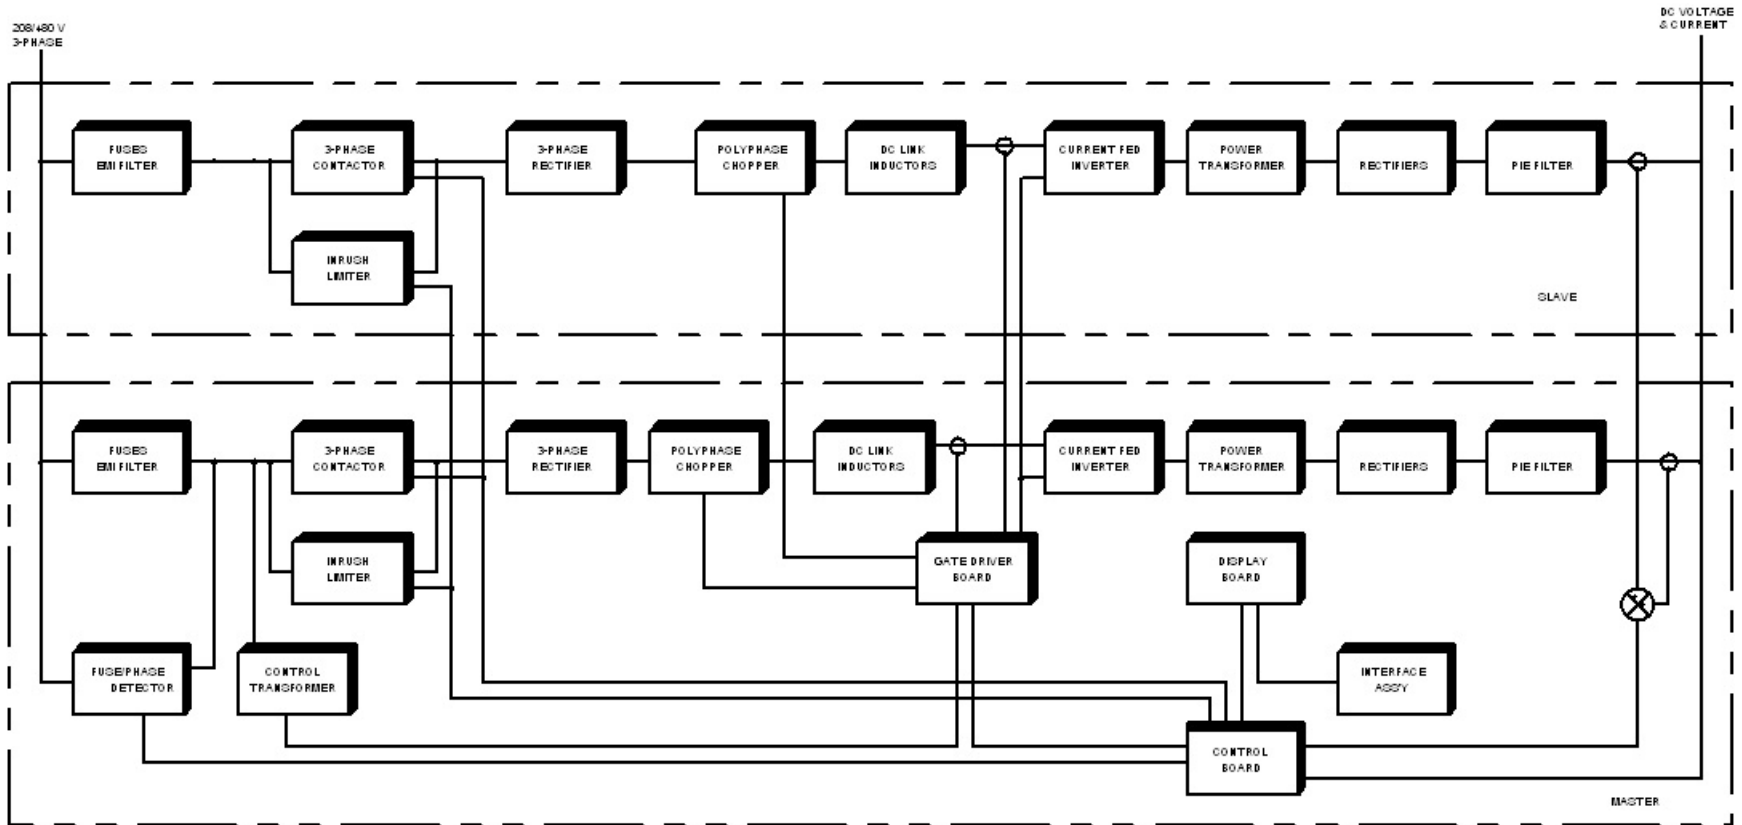 208/480 V
3-PHASE
DC VOLTAGE
& CURRENT
FUSES
EMI FILTER
3-PHASE
CONTACTOR
3-PHASE
RECTIFIER
POLYPHASE
CHOPPER
DC LINK
INDUCTORS
CURRENT FED
INVERTER
POWER
TRANSFORMER
RECTIFIERS
PIE FILTER
INRUSH
LIMITER
SLAVE
FUSES
EMI FILTER
3-PHASE
CONTACTOR
3-PHASE
RECTIFIER
POLYPHASE
CHOPPER
DC LINK
INDUCTORS
CURRENT FED
INVERTER
POWER
TRANSFORMER
RECTIFIERS
PIE FILTER
INRUSH
LIMITER
GATE DRIVER
BOARD
DISPLAY
BOARD
FUSE/PHASE
DETECTOR
CONTROL
TRANSFORMER
INTERFACE
ASS'Y
CONTROL
BOARD
MASTER